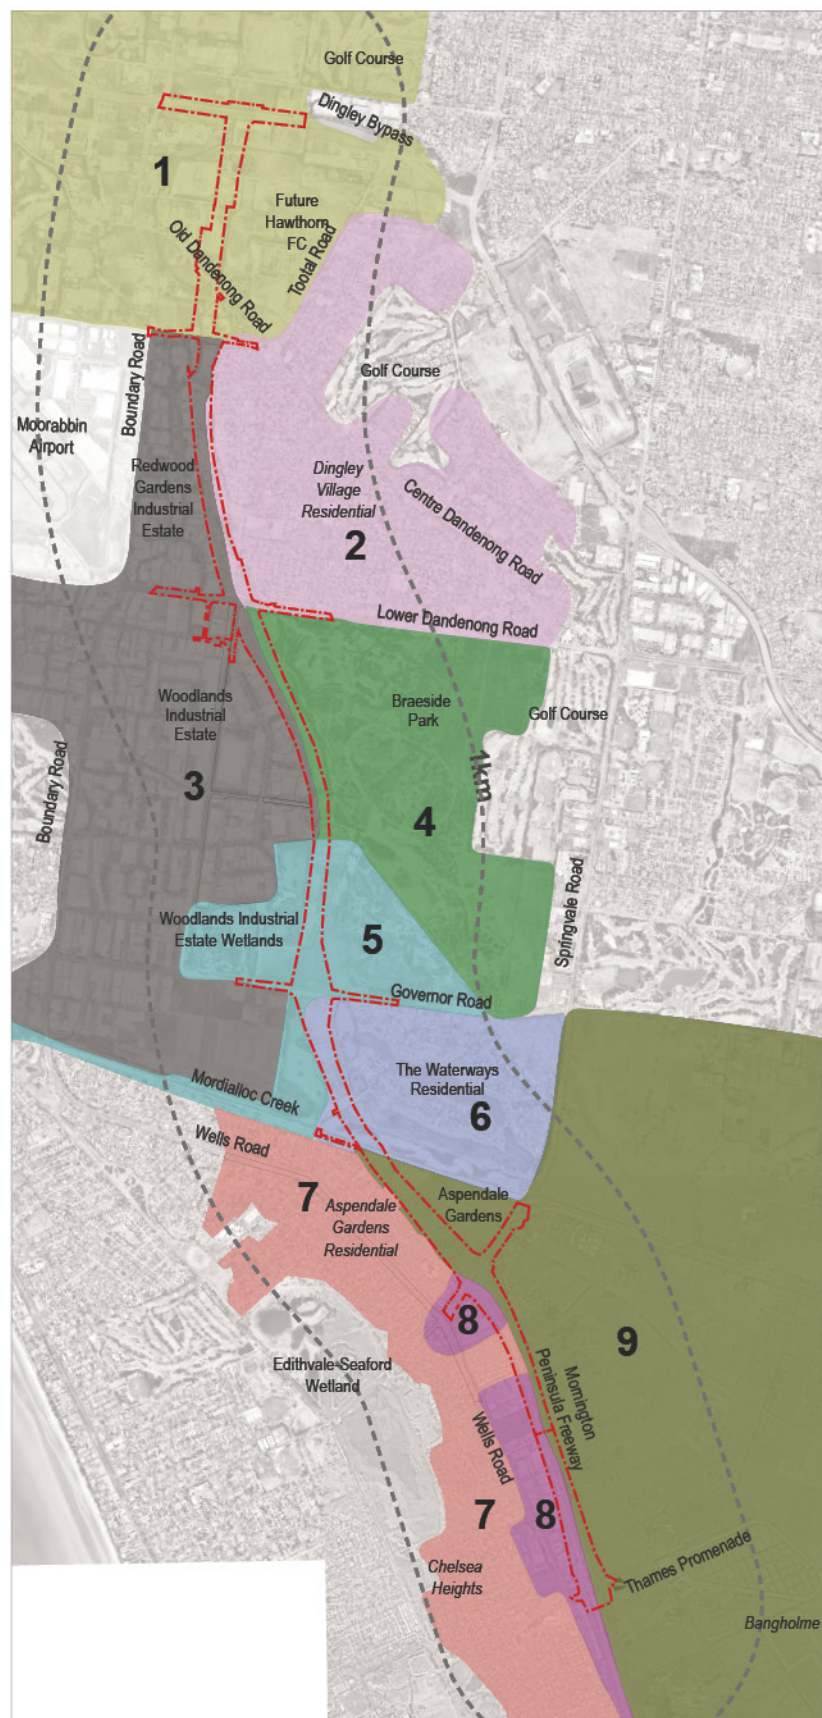 Golf Course
Dingley Bypass
1
Future
Hawthorn
FC
Old Dandenong Road
Tootal Road
Boundary Road
Golf Course
Moorabbin
Airport
Redwood
Gardens
Industrial
Estate
Dingley
Village
Residential
Centre Dandenong Road
2
Lower Dandenong Road
Woodlands
Industrial
Estate
Braeside
Park
Golf Course
1km
Boundary Road
3
4
Springvale Road
Woodlands Industrial
Estate Wetlands
5
Governor Road
The Waterways
Residential
Mordialloc Creek
6
Wells Road
7
Aspendale
Gardens
Residential
Aspendale
Gardens
8
9
Edithvale-Seaford
Wetland
Mornington
Peninsula Freeway
Wells Road
7
8
Chelsea
Heights
Thames Promenade
Bangholme